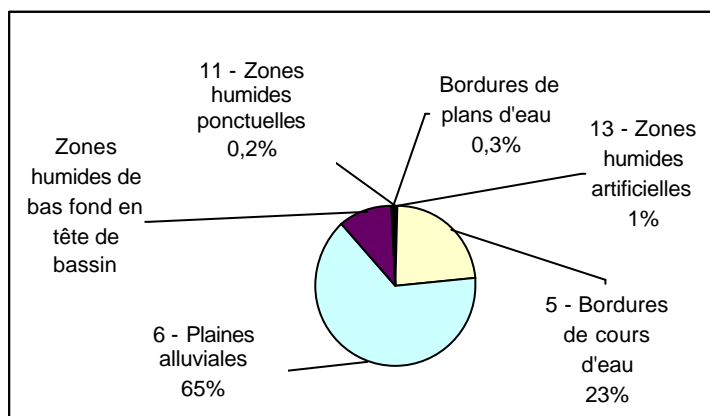 11 - Zones
humides
ponctuelles
0,2%
Bordures de
plans d'eau
0,3%
13 - Zones
humides
artificielles
1%
Zones
humides de
bas fond en
tête de
bassin
6 - Plaines
alluviales
65%
5 - Bordures
de cours
d'eau
23%